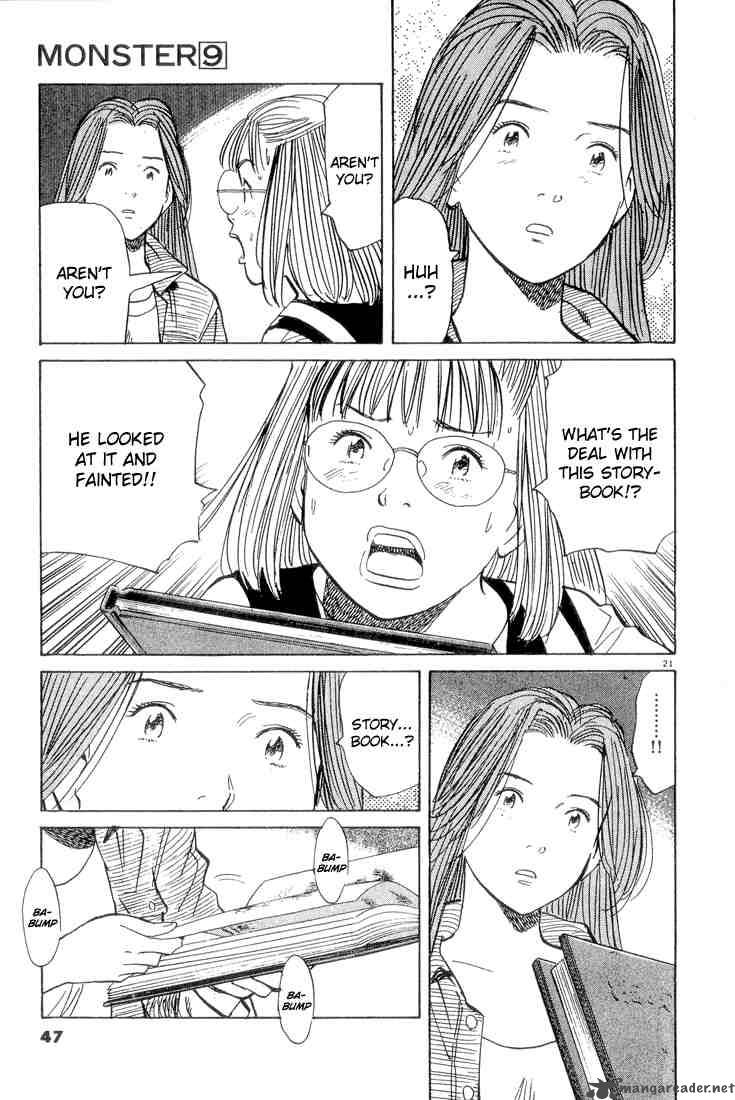 MONSTER 9
HUH
...?
AREN'T
YOU?
AREN'T
YOU?
WHAT'S THE
DEAL WITH
THIS STORY-
BOOK!?
HE LOOKED
AT IT AND
FAINTED!!
21
........!!
STORY...
BOOK...?
BA-
BUMP
BA-
BUMP
BA-
BUMP
47
mangareader.net